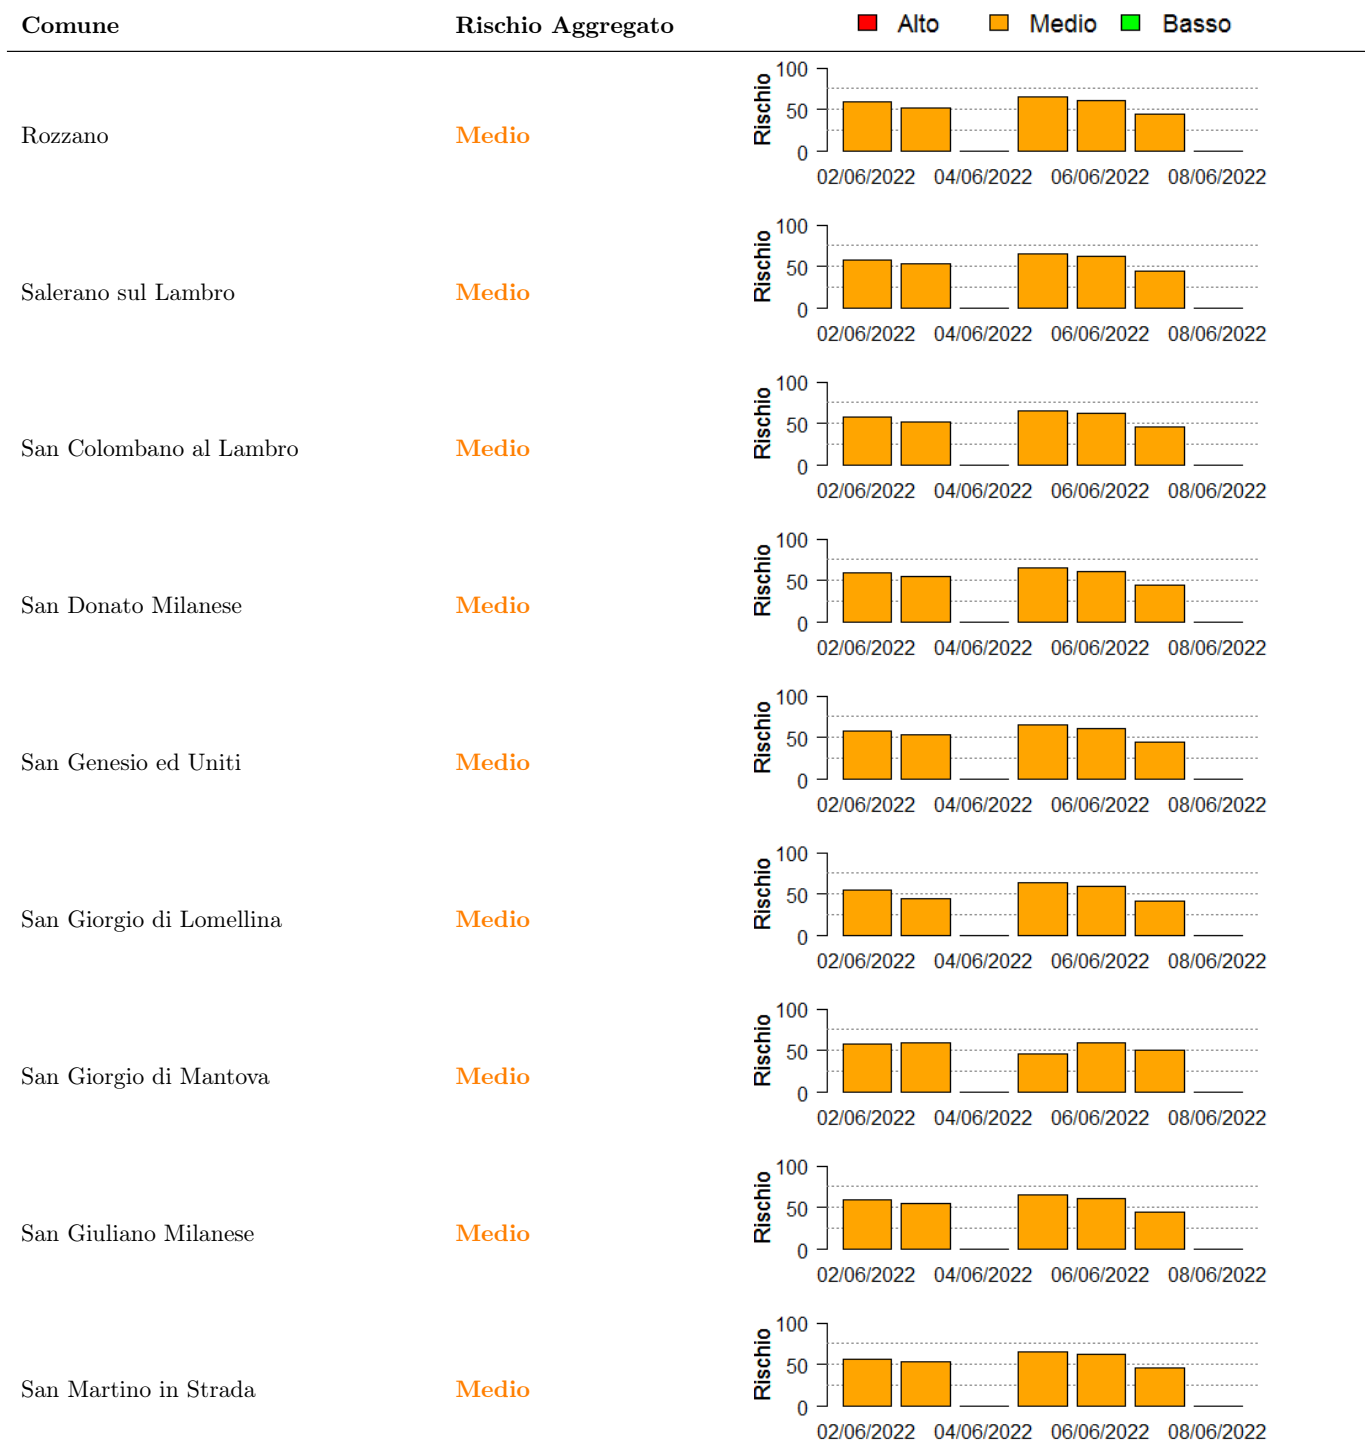 Comune Rischio Aggregato Alto Medio Basso
Rozzano Medio
Rischio
100
50
0
02/06/2022 04/06/2022 06/06/2022 08/06/2022
Salerano sul Lambro Medio
Rischio
100
50
0
02/06/2022 04/06/2022 06/06/2022 08/06/2022
San Colombano al Lambro Medio
Rischio
100
50
0
02/06/2022 04/06/2022 06/06/2022 08/06/2022
San Donato Milanese Medio
Rischio
100
50
0
02/06/2022 04/06/2022 06/06/2022 08/06/2022
San Genesio ed Uniti Medio
Rischio
100
50
0
02/06/2022 04/06/2022 06/06/2022 08/06/2022
San Giorgio di Lomellina Medio
Rischio
100
50
0
02/06/2022 04/06/2022 06/06/2022 08/06/2022
San Giorgio di Mantova Medio
Rischio
100
50
0
02/06/2022 04/06/2022 06/06/2022 08/06/2022
San Giuliano Milanese Medio
Rischio
100
50
0
02/06/2022 04/06/2022 06/06/2022 08/06/2022
San Martino in Strada Medio
Rischio
100
50
0
02/06/2022 04/06/2022 06/06/2022 08/06/2022